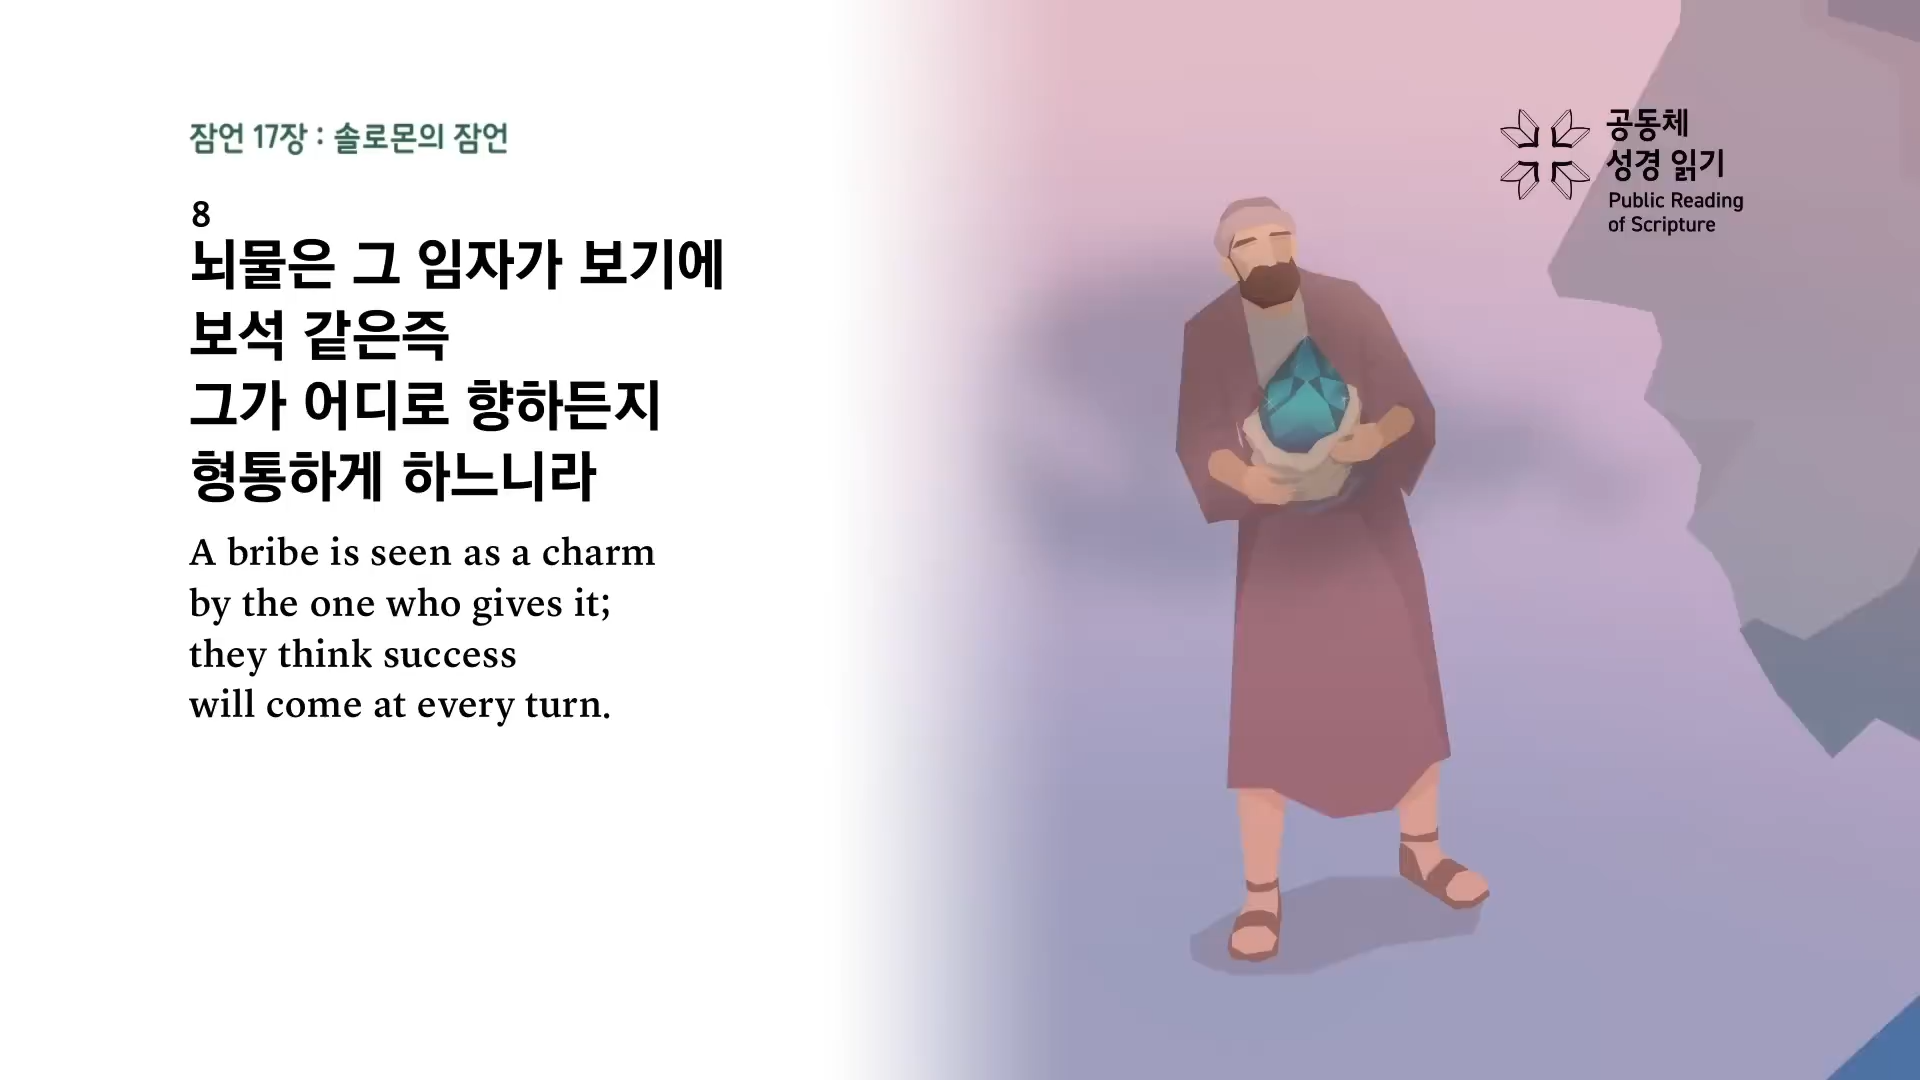 잠언 17장 : 솔로몬의 잠언
8
뇌물은 그 임자가 보기에
보석 같은즉
그가 어디로 향하든지
형통하게 하느니라
A bribe is seen as a charm
by the one who gives it;
they think success
will come at every turn.
공동체
성경 읽기
Public Reading
of Scripture